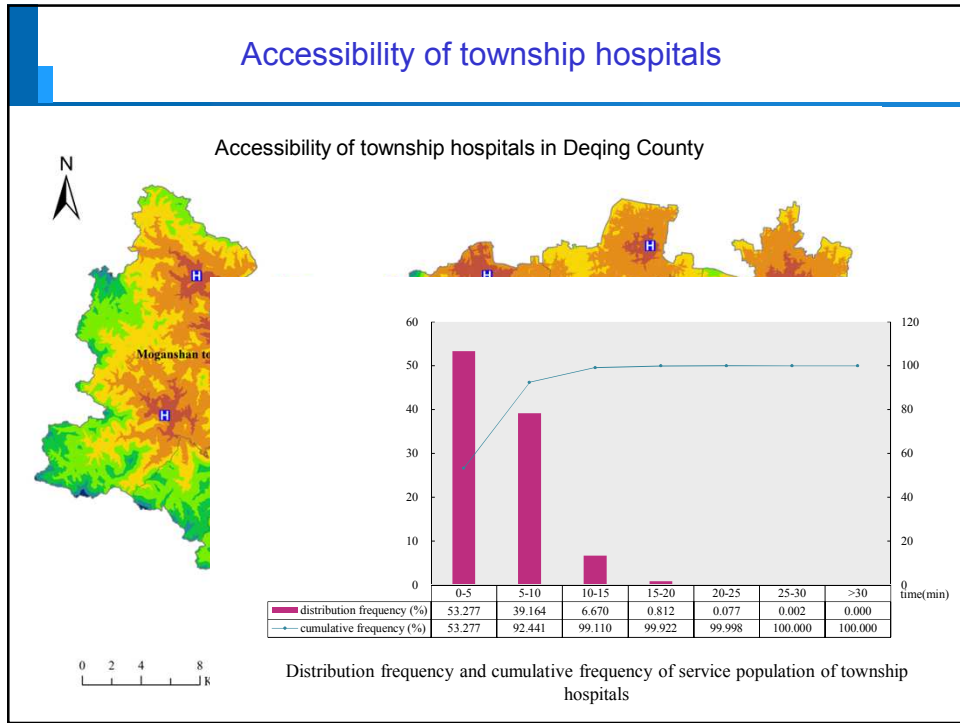 Accessibility of township hospitals
Accessibility of township hospitals in Deqing County
N
H
H
H
H
Moganshan to
60 120
50 100
40 80
30 60
20 40
10 20
0 0
0-5 5-10 10-15 15-20 20-25 25-30 >30 time(min)
distribution frequency (%) 53.277 39.164 6.670 0.812 0.077 0.002 0.000
cumulative frequency (%) 53.277 92.441 99.110 99.922 99.998 100.000 100.000
0 2 4 8
Distribution frequency and cumulative frequency of service population of township
hospitals